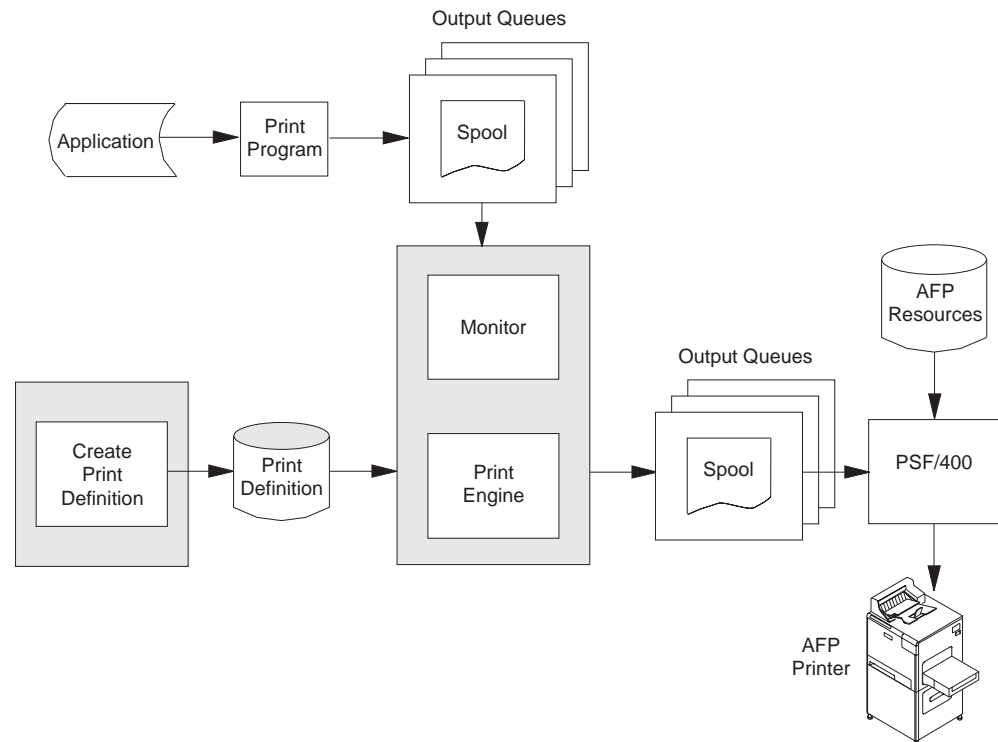 Output Queues
Application
Print
Program
Spool
Monitor
AFP
Resources
Output Queues
Create
Print
Definition
Print
Definition
Print
Engine
Spool
PSF/400
AFP
Printer